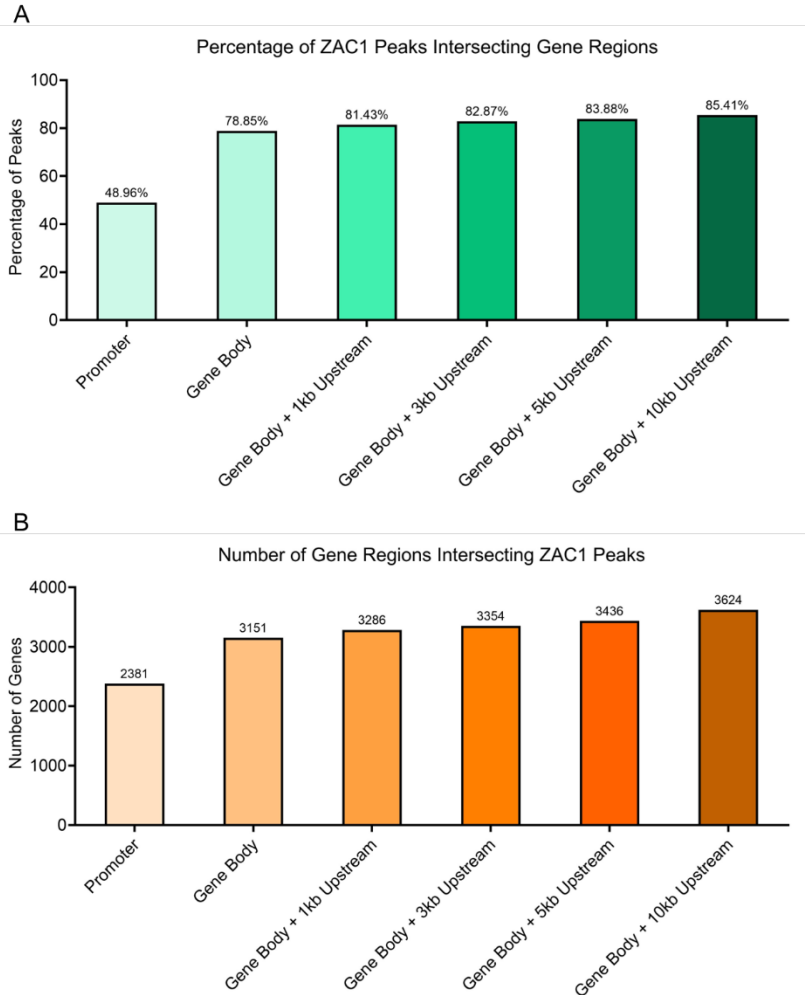 A
Percentage of ZAC1 Peaks Intersecting Gene Regions
Percentage of Peaks
100
80
60
40
20
0
48.96%
78.85%
81.43%
82.87%
83.88%
85.41%
Promoter
Gene Body
Gene Body + 1kb Upstream
Gene Body + 3kb Upstream
Gene Body + 5kb Upstream
Gene Body + 10kb Upstream
B
Number of Gene Regions Intersecting ZAC1 Peaks
Number of Genes
4000
3000
2000
1000
0
2381
3151
3286
3354
3436
3624
Promoter
Gene Body
Gene Body + 1kb Upstream
Gene Body + 3kb Upstream
Gene Body + 5kb Upstream
Gene Body + 10kb Upstream